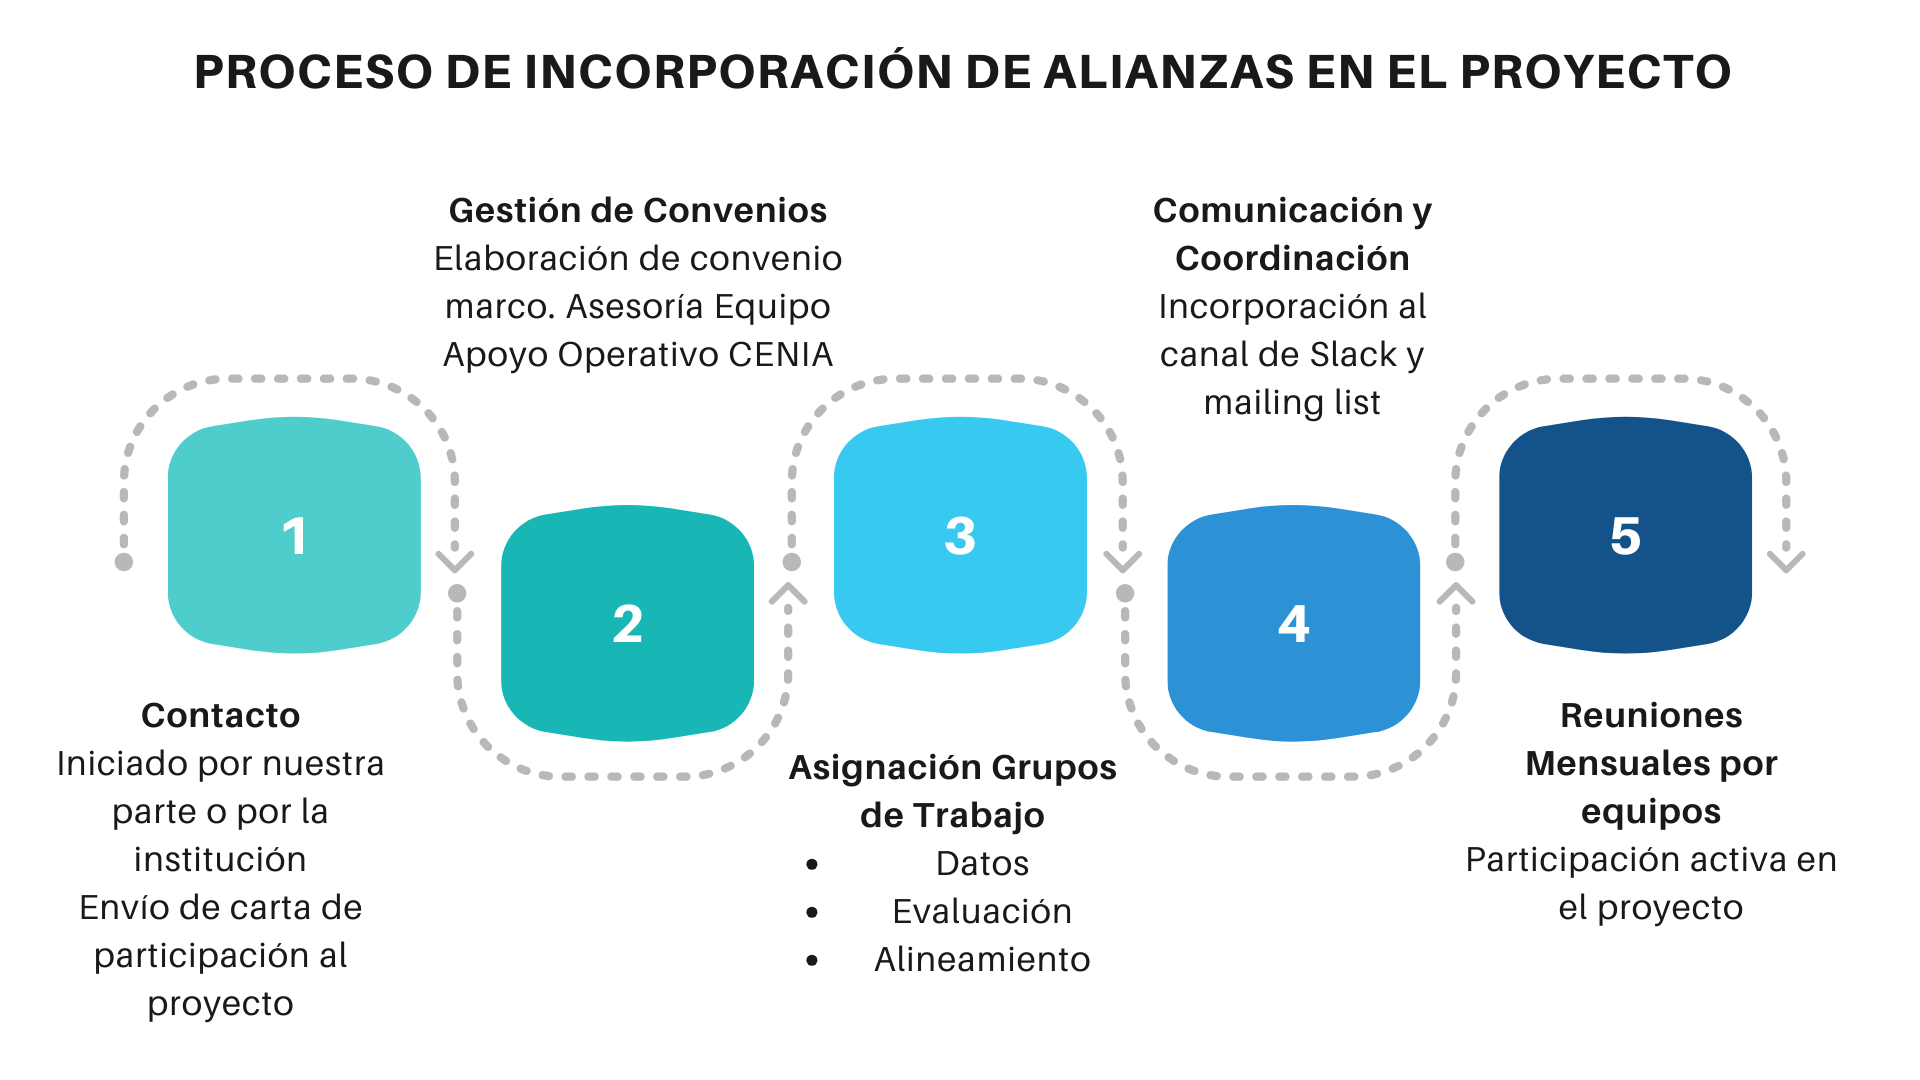 PROCESO DE INCORPORACIÓN DE ALIANZAS EN EL PROYECTO
1
Contacto
Iniciado por nuestra
parte o por la
institución
Envío de carta de
participación al
proyecto
Gestión de Convenios
Elaboración de convenio
marco. Asesoría Equipo
Apoyo Operativo CENIA
2
3
Asignación Grupos
de Trabajo
• Datos
• Evaluación
• Alineamiento
Comunicación y
Coordinación
Incorporación al
canal de Slack y
mailing list
4
5
Reuniones
Mensuales por
equipos
Participación activa en
el proyecto